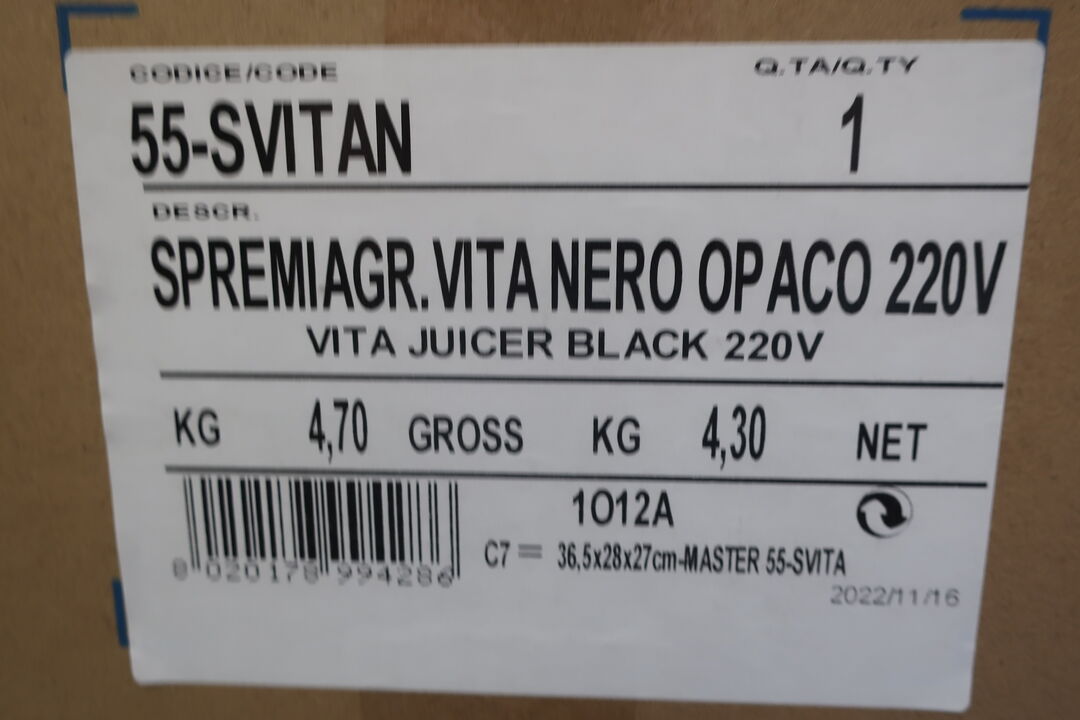 CODICE/CODE Q.TA/Q.TY
55-SVITAN 1
DESCR.
SPREMIAGR.VITA NERO OPACO 220V
VITA JUICER BLACK 220V
KG 4,70 GROSS KG 4,30 NET
1O12A
C7 = 36,5x28x27cm-MASTER 55-SVITA
8 020178 994286
2022/11/16